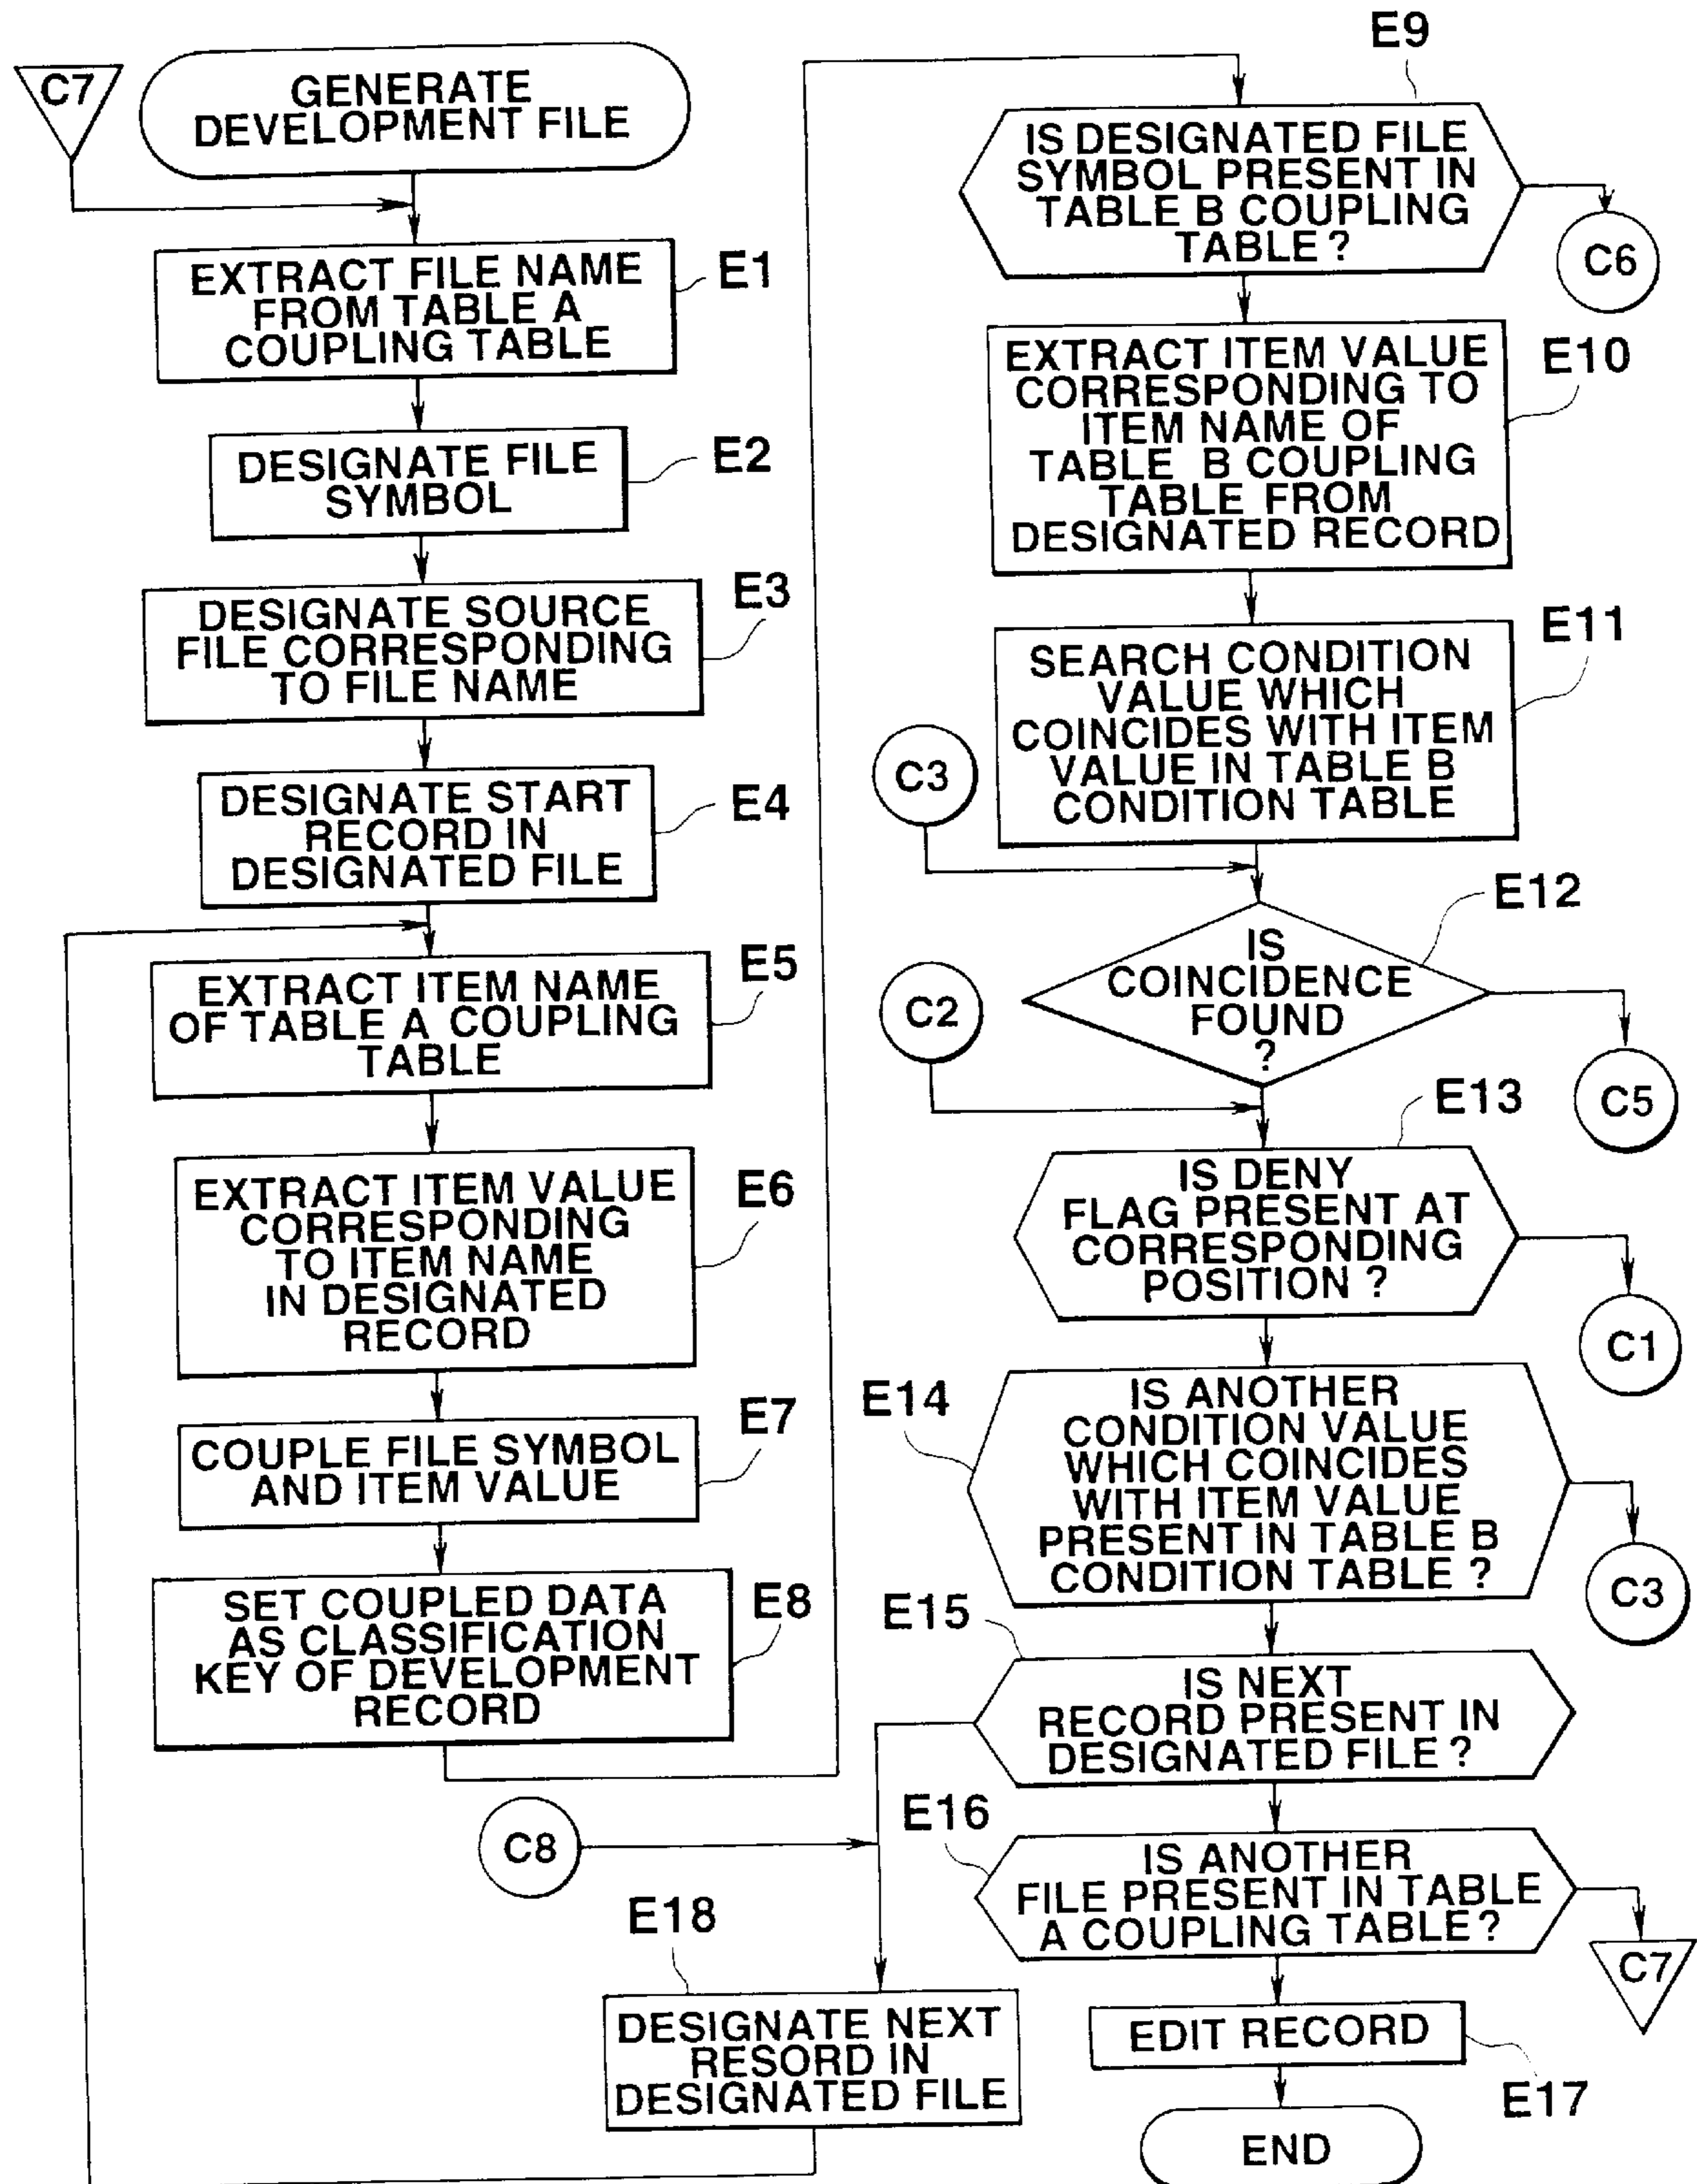 C7
GENERATE
DEVELOPMENT FILE
EXTRACT FILE NAME
FROM TABLE A
COUPLING TABLE
E1
DESIGNATE FILE
SYMBOL
E2
DESIGNATE SOURCE
FILE CORRESPONDING
TO FILE NAME
E3
DESIGNATE START
RECORD IN
DESIGNATED FILE
E4
EXTRACT ITEM NAME
OF TABLE A COUPLING
TABLE
E5
EXTRACT ITEM VALUE
CORRESPONDING
TO ITEM NAME
IN DESIGNATED
RECORD
E6
COUPLE FILE SYMBOL
AND ITEM VALUE
E7
SET COUPLED DATA
AS CLASSIFICATION
KEY OF DEVELOPMENT
RECORD
E8
E9
IS DESIGNATED FILE
SYMBOL PRESENT IN
TABLE B COUPLING
TABLE ?
C6
EXTRACT ITEM VALUE
CORRESPONDING TO
ITEM NAME OF
TABLE B COUPLING
TABLE FROM
DESIGNATED RECORD
E10
SEARCH CONDITION
VALUE WHICH
COINCIDES WITH ITEM
VALUE IN TABLE B
CONDITION TABLE
E11
C3
E12
IS
COINCIDENCE
FOUND
?
C5
C2
E13
IS DENY
FLAG PRESENT AT
CORRESPONDING
POSITION ?
C1
E14
IS ANOTHER
CONDITION VALUE
WHICH COINCIDES
WITH ITEM VALUE
PRESENT IN TABLE B
CONDITION TABLE ?
C3
E15
IS NEXT
RECORD PRESENT IN
DESIGNATED FILE ?
E16
IS ANOTHER
FILE PRESENT IN TABLE
A COUPLING TABLE ?
C7
C8
E18
DESIGNATE NEXT
RESORD IN
DESIGNATED FILE
EDIT RECORD
E17
END